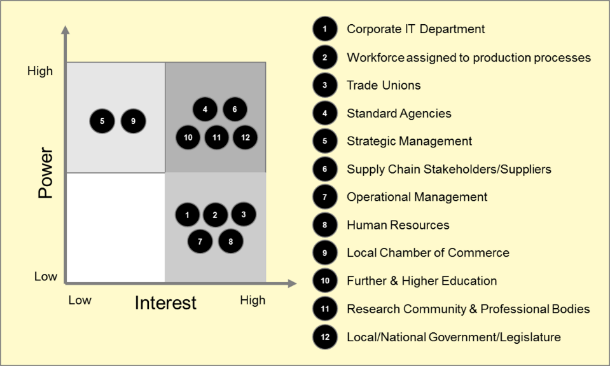 High
Power
Low
5 9
4 6
10 11 12
1 2 3
7 8
Low Interest High
1 Corporate IT Department
2 Workforce assigned to production processes
3 Trade Unions
4 Standard Agencies
5 Strategic Management
6 Supply Chain Stakeholders/Suppliers
7 Operational Management
8 Human Resources
9 Local Chamber of Commerce
10 Further & Higher Education
11 Research Community & Professional Bodies
12 Local/National Government/Legislature